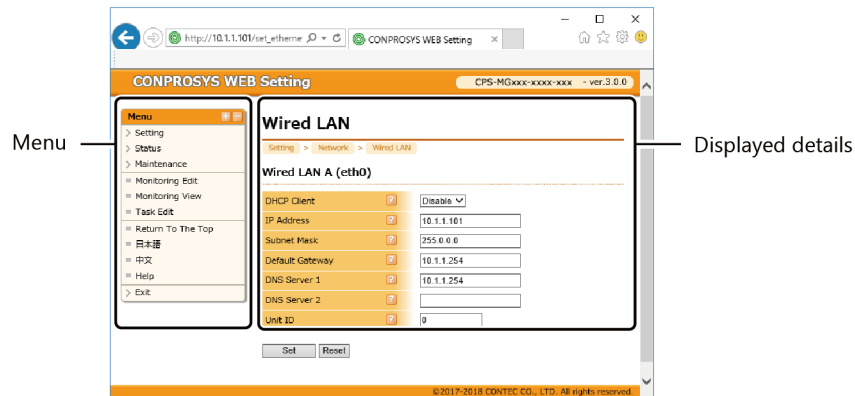 http://10.1.1.101/set_etherne
CONPROSYS WEB Setting
CONPROSYS WEB Setting
CPS-MGxxx-xxxx-xxx - ver.3.0.0
Menu
Displayed details
Menu
> Setting
> Status
> Maintenance
Monitoring Edit
Monitoring View
Task Edit
Return To The Top
日本語
中文
Help
> Exit
Wired LAN
Setting > Network > Wired LAN
Wired LAN A (eth0)
DHCP Client ? Disable
IP Address ? 10.1.1.101
Subnet Mask ? 255.0.0.0
Default Gateway ? 10.1.1.254
DNS Server 1 ? 10.1.1.254
DNS Server 2 ?
Unit ID ? 0
Set Reset
©2017-2018 CONTEC CO., LTD. All rights reserved.